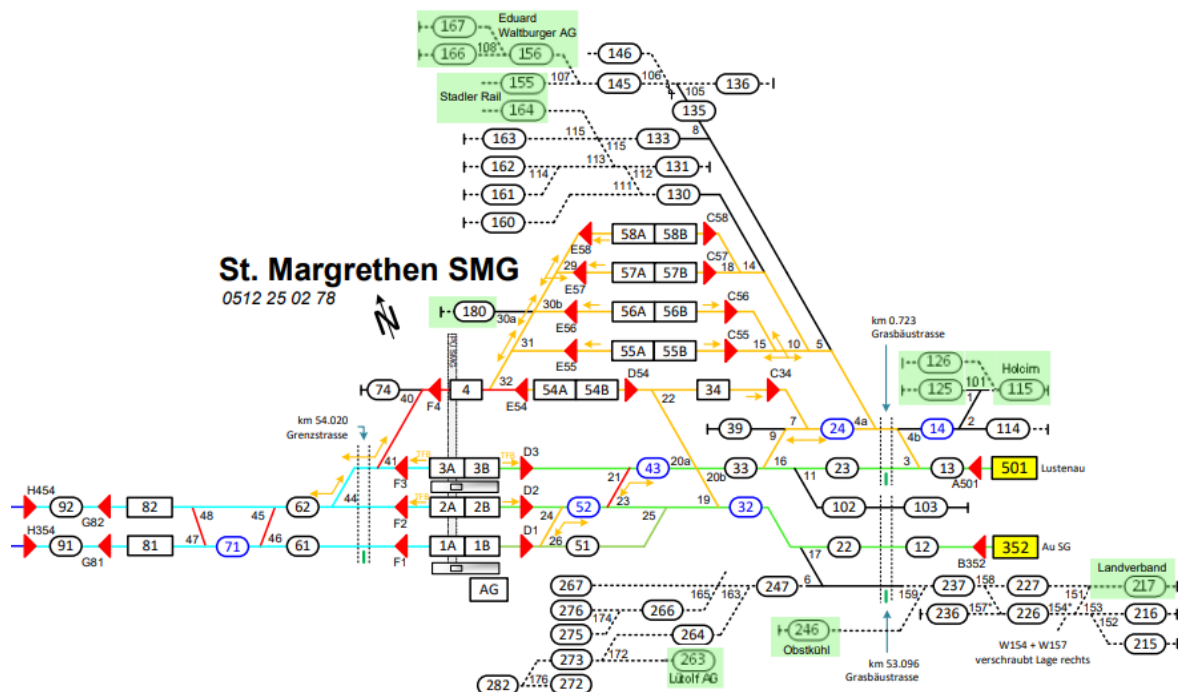 167
Eduard
Waltburger AG
166
108
156
146
155
107
145
106
136
105
Stadler Rail
164
135
163
115
133
8
115
162
113
131
114
112
161
111
130
160
58A 58B
C58
E58
St. Margrethen SMG
0512 25 02 78
N
29
57A 57B
C57
18
14
E57
180
30b
30a
56A 56B
C56
E56
km 0.723
Grasbäustrasse
31
55A 55B
C55
15
10
5
E55
126
Holcim
125
101
115
1
74
40
F4
4
32
E54
54A 54B
D54
22
34
C34
km 54.020
Grenzstrasse
39
7
9
24
4a
4b
14
2
114
41
TFB
F3
3A 3B
TFB
D3
21
43
20a
20b
33
16
11
23
3
13
A501
501
Lustenau
H454
92
G82
82
48
45
62
44
TFB
F2
2A 2B
D2
24
52
23
25
19
32
102
103
H354
91
G81
81
47
71
46
61
F1
1A 1B
D1
26
51
17
22
12
B352
352
Au SG
AG
267
165
163
247
6
159
237
158
227
151
Landverband
217
276
174
266
236
157*
226
154*
153
216
275
264
246
152
Obstkühl
W154 + W157
verschraubt Lage rechts
215
273
172
263
Lütolf AG
km 53.096
Grasbäustrasse
282
176
272